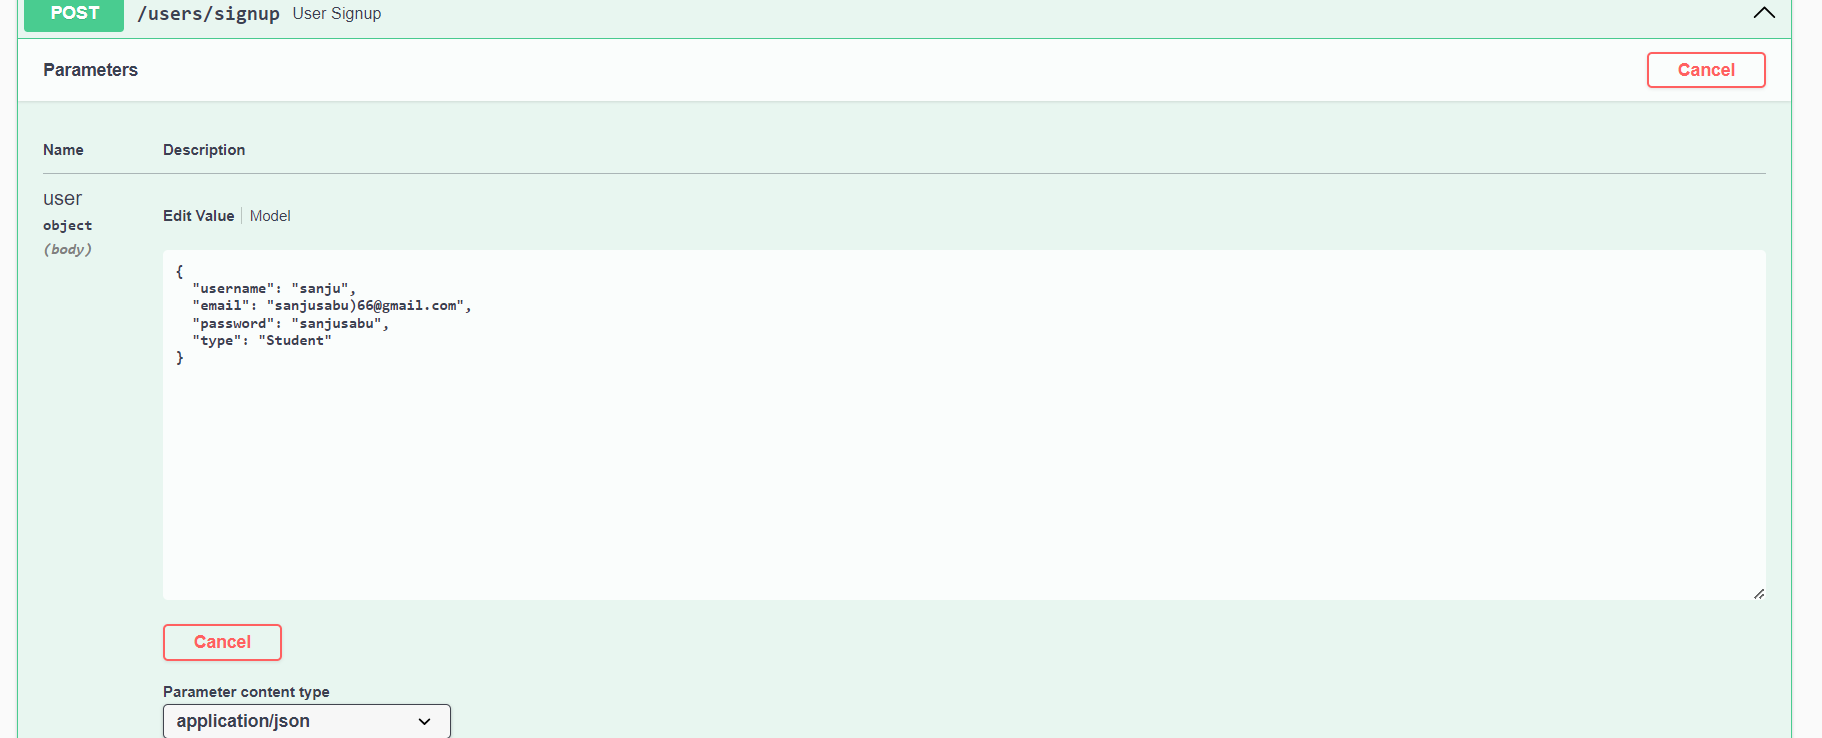 POST /users/signup User Signup
Parameters
Cancel
Name Description
user
object
(body)
Edit Value Model
{
"username": "sanju",
"email": "sanjusabu)66@gmail.com",
"password": "sanjusabu",
"type": "Student"
}
Cancel
Parameter content type
application/json